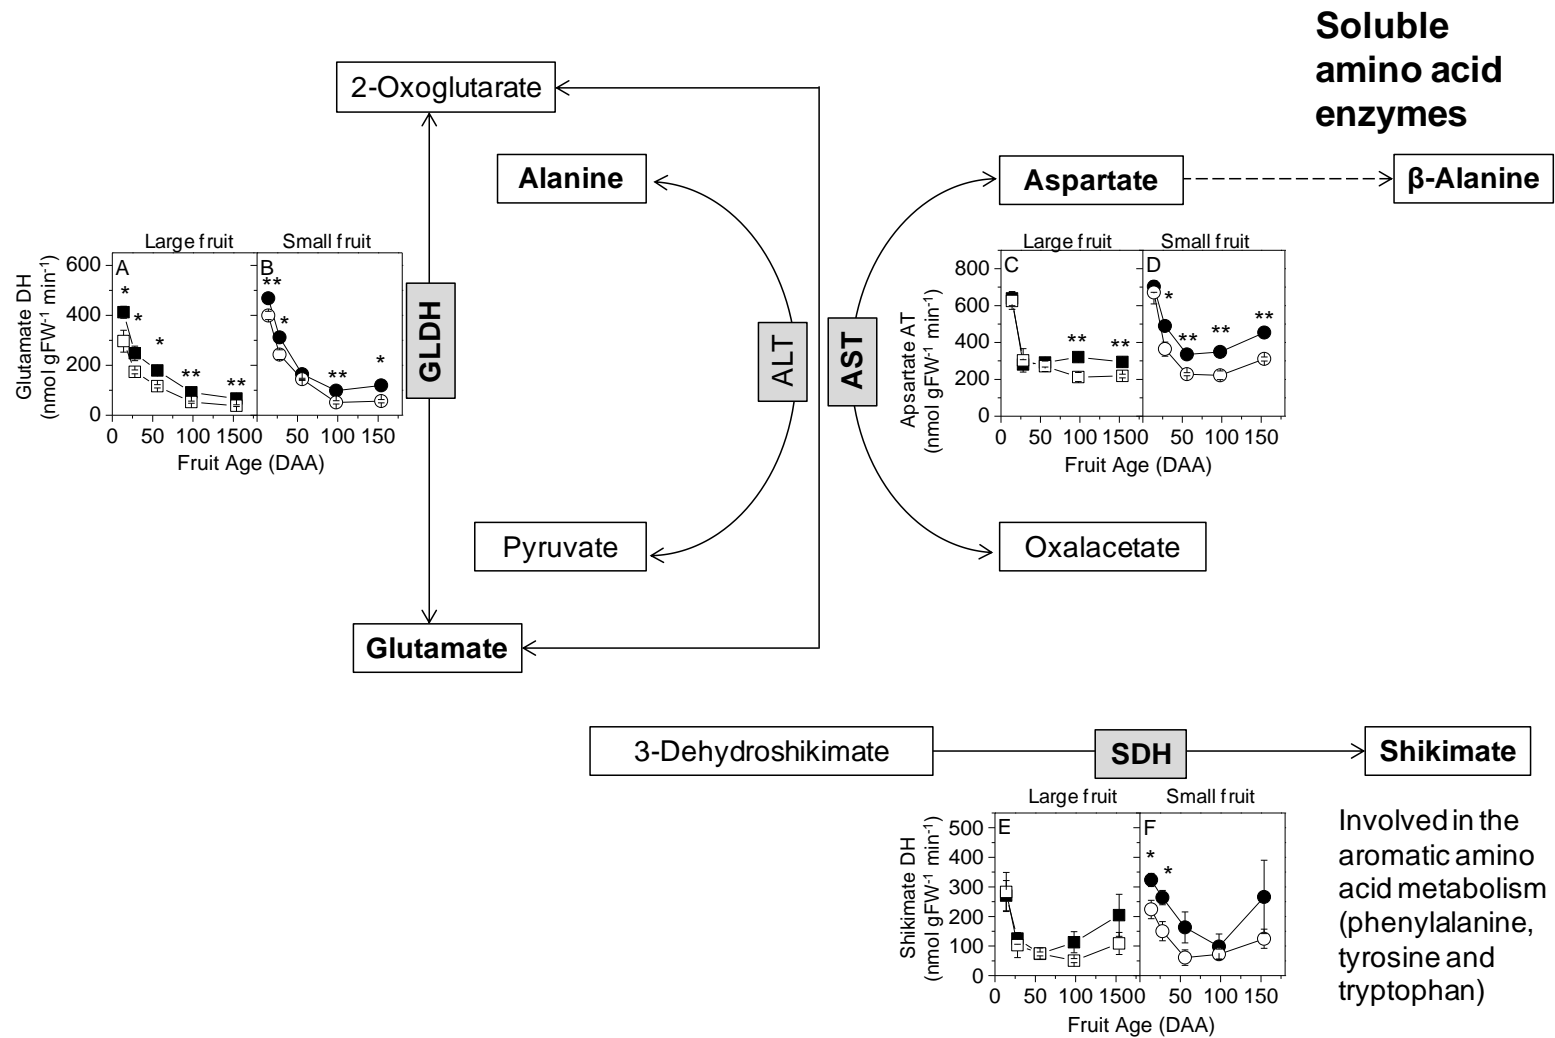 Soluble
amino acid
enzymes
2-Oxoglutarate
Alanine
Aspartate
β-Alanine
Large fruit
Small fruit
Glutamate DH
(nmol gFW-1 min-1)
600
400
200
0
A
*
*
*
**
**
B
**
*
**
*
0
50
100
1500
50
100
150
Fruit Age (DAA)
GLDH
ALT
AST
Large fruit
Small fruit
Apsartate AT
(nmol gFW-1 min-1)
800
600
400
200
0
C
**
**
D
*
**
**
**
0
50
100
1500
50
100
150
Fruit Age (DAA)
Pyruvate
Oxalacetate
Glutamate
3-Dehydroshikimate
SDH
Shikimate
Large fruit
Small fruit
Shikimate DH
(nmol gFW-1 min-1)
500
400
300
200
100
0
E
F
*
*
0
50
100
1500
50
100
150
Fruit Age (DAA)
Involved in the
aromatic amino
acid metabolism
(phenylalanine,
tyrosine and
tryptophan)